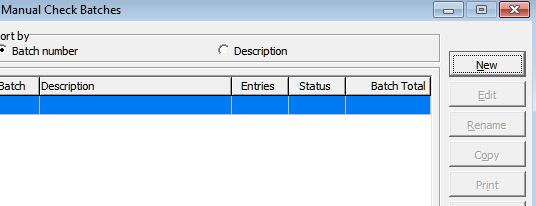 Manual Check Batches
ort by
Batch number
Description
New
Batch Description Entries Status Batch Total
Edit
Rename
Copy
Print